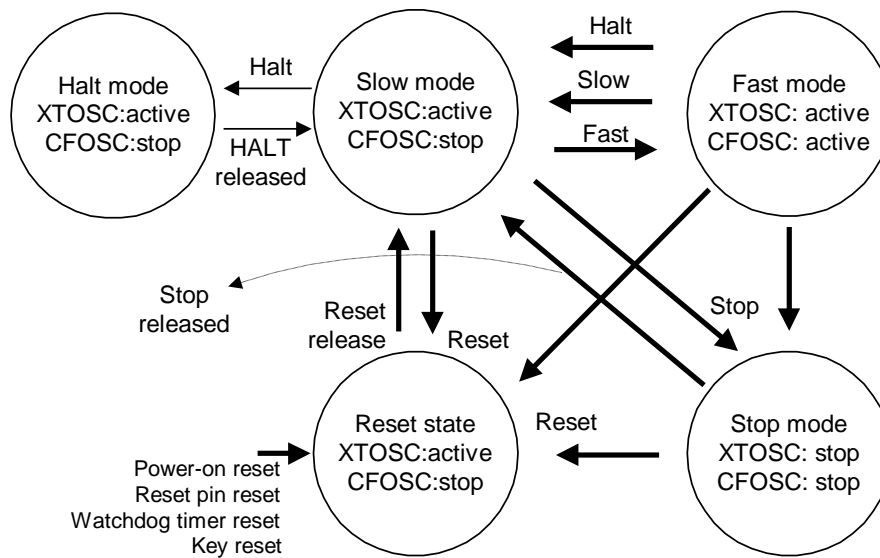 Halt mode
XTOSC:active
CFOSC:stop
Halt
HALT
released
Slow mode
XTOSC:active
CFOSC:stop
Halt
Slow
Fast
Fast mode
XTOSC: active
CFOSC: active
Stop
released
Reset
release
Reset
Stop
Reset state
XTOSC:active
CFOSC:stop
Reset
Stop mode
XTOSC: stop
CFOSC: stop
Power-on reset
Reset pin reset
Watchdog timer reset
Key reset